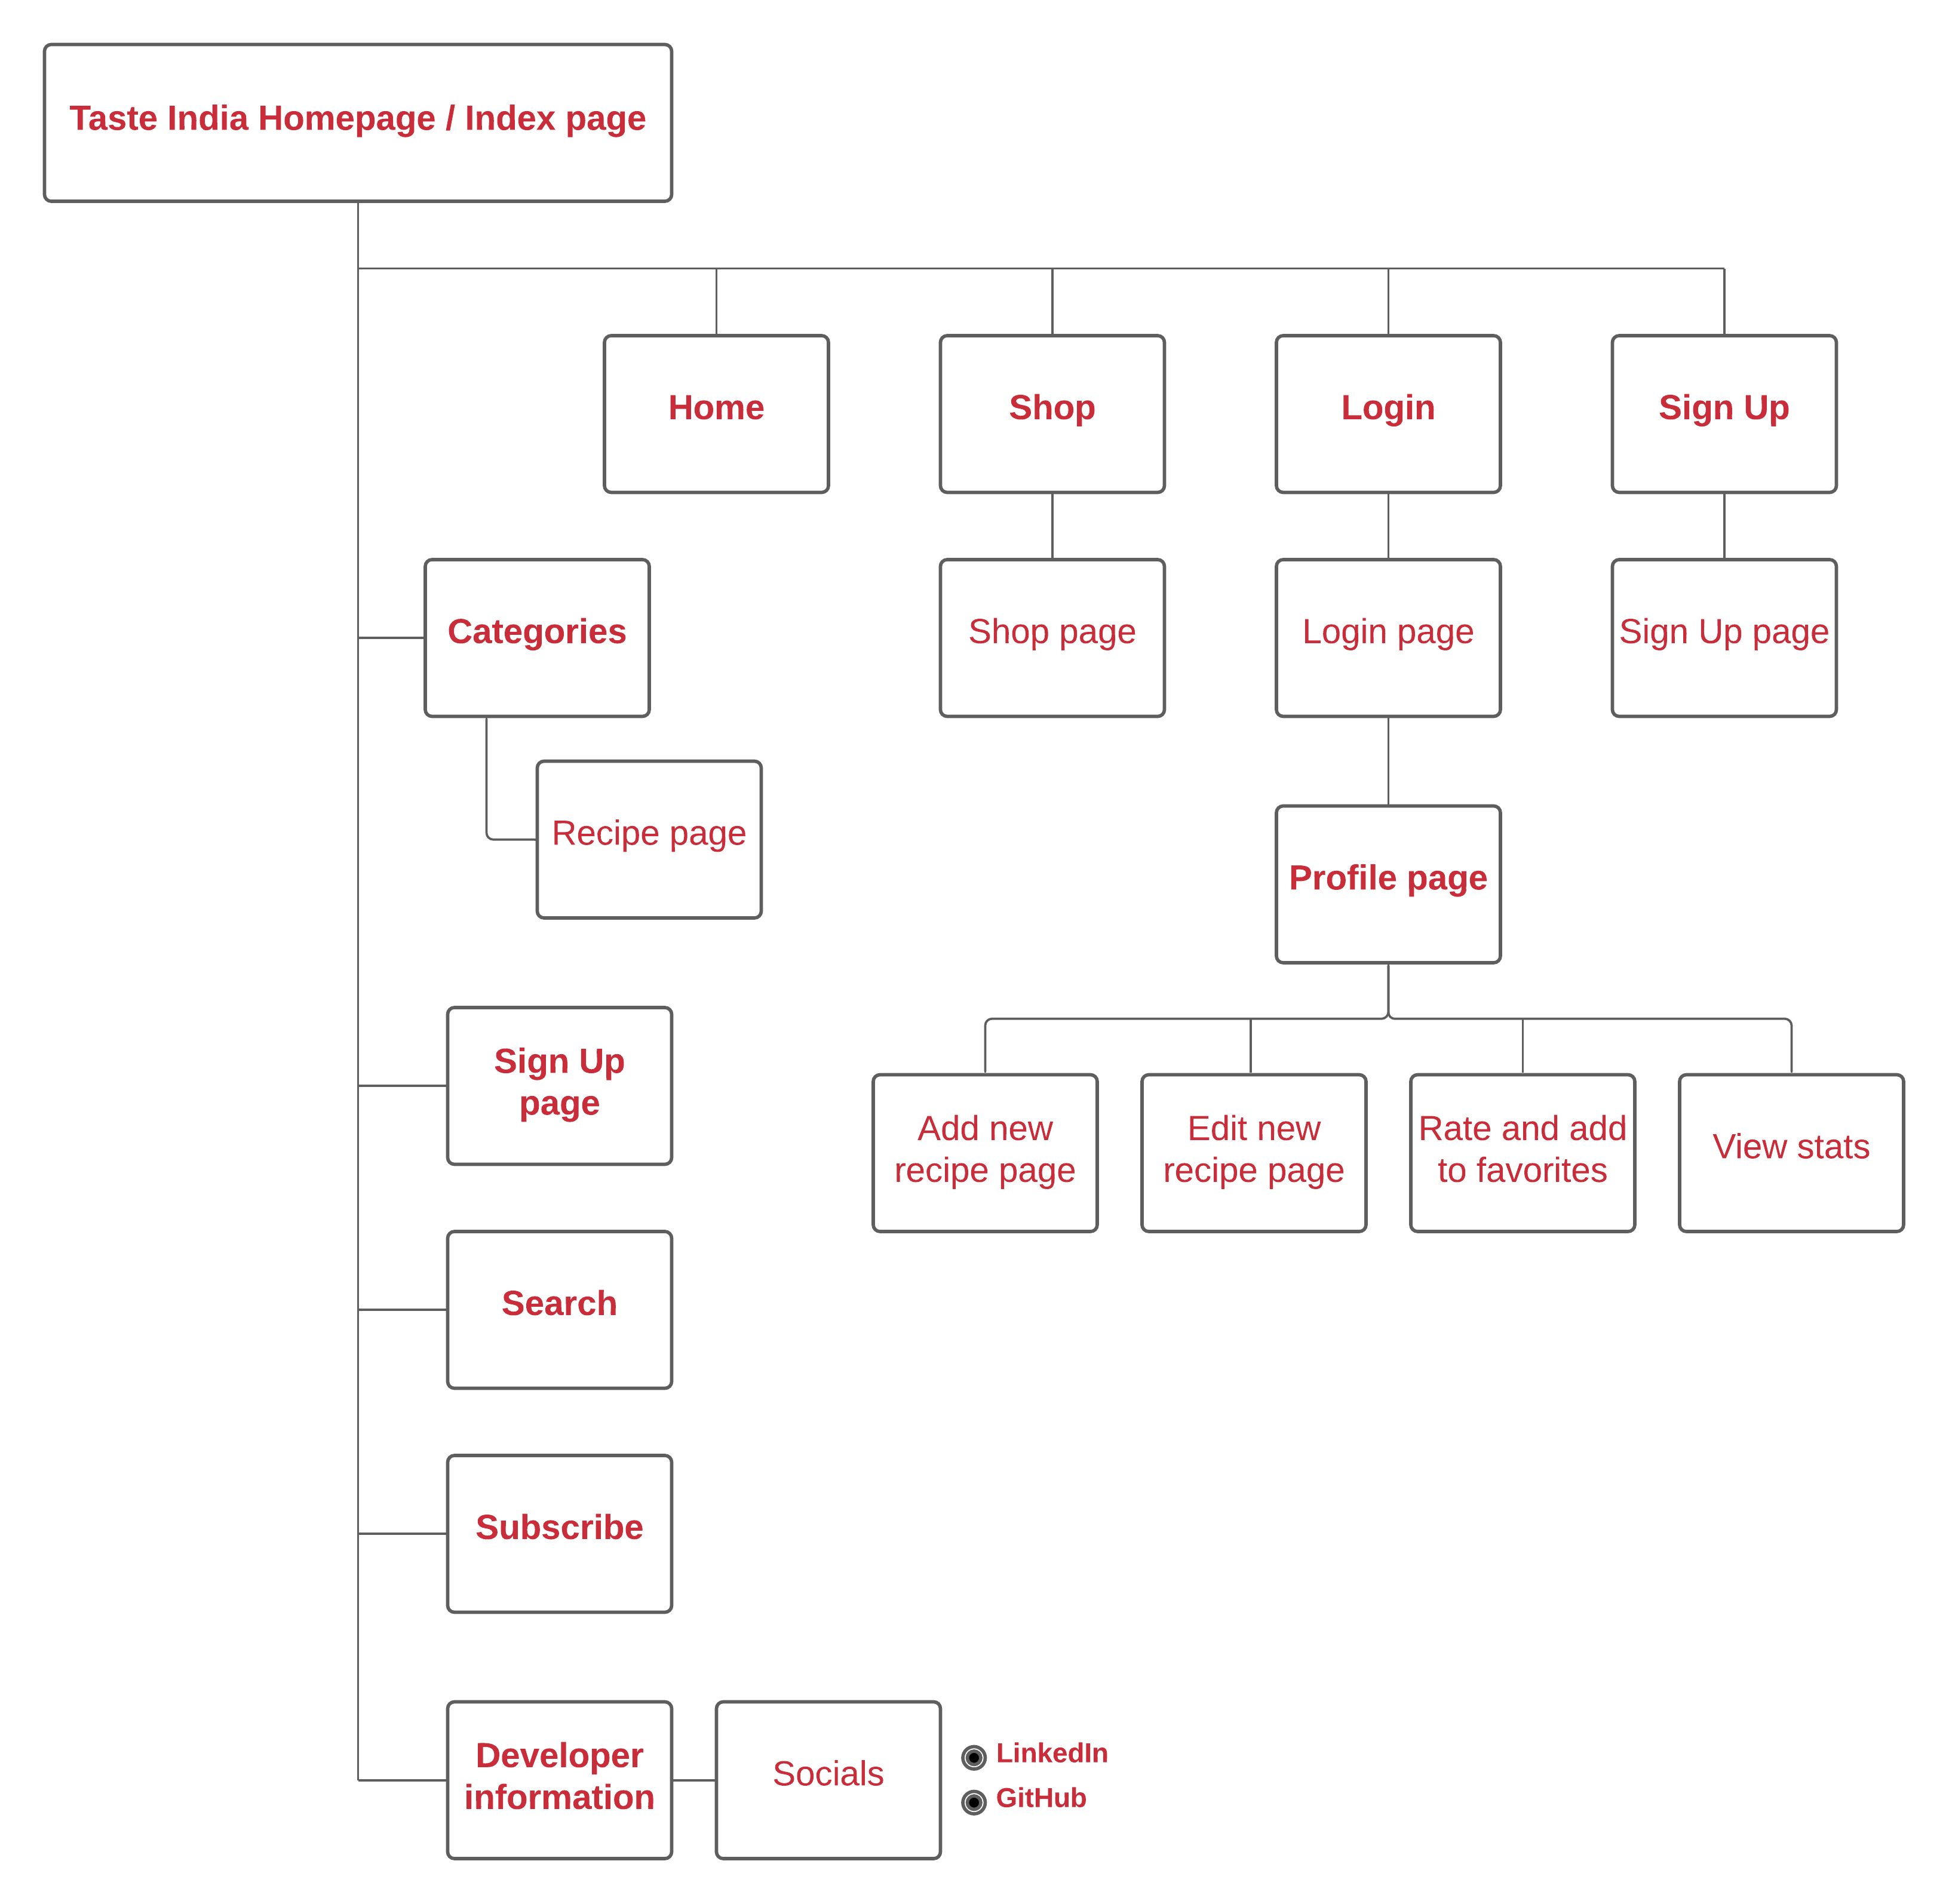 Taste India Homepage / Index page
Home
Shop
Login
Sign Up
Categories
Shop page
Login page
Sign Up page
Recipe page
Profile page
Sign Up
page
Add new
recipe page
Edit new
recipe page
Rate and add
to favorites
View stats
Search
Subscribe
Developer
information
Socials
LinkedIn
GitHub